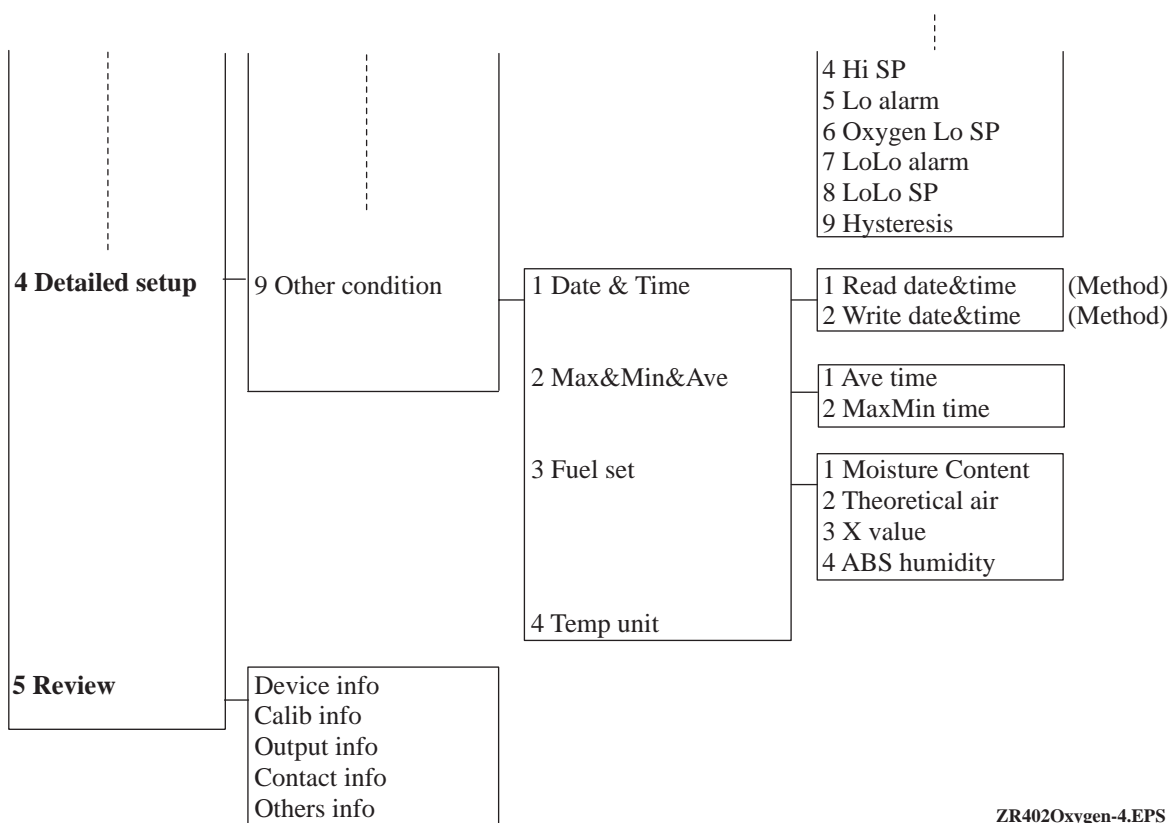 4 Hi SP
5 Lo alarm
6 Oxygen Lo SP
7 LoLo alarm
8 LoLo SP
9 Hysteresis
4 Detailed setup
9 Other condition
1 Date & Time
1 Read date&time (Method)
2 Write date&time (Method)
2 Max&Min&Ave
1 Ave time
2 MaxMin time
3 Fuel set
1 Moisture Content
2 Theoretical air
3 X value
4 ABS humidity
4 Temp unit
5 Review
Device info
Calib info
Output info
Contact info
Others info
ZR402Oxygen-4.EPS